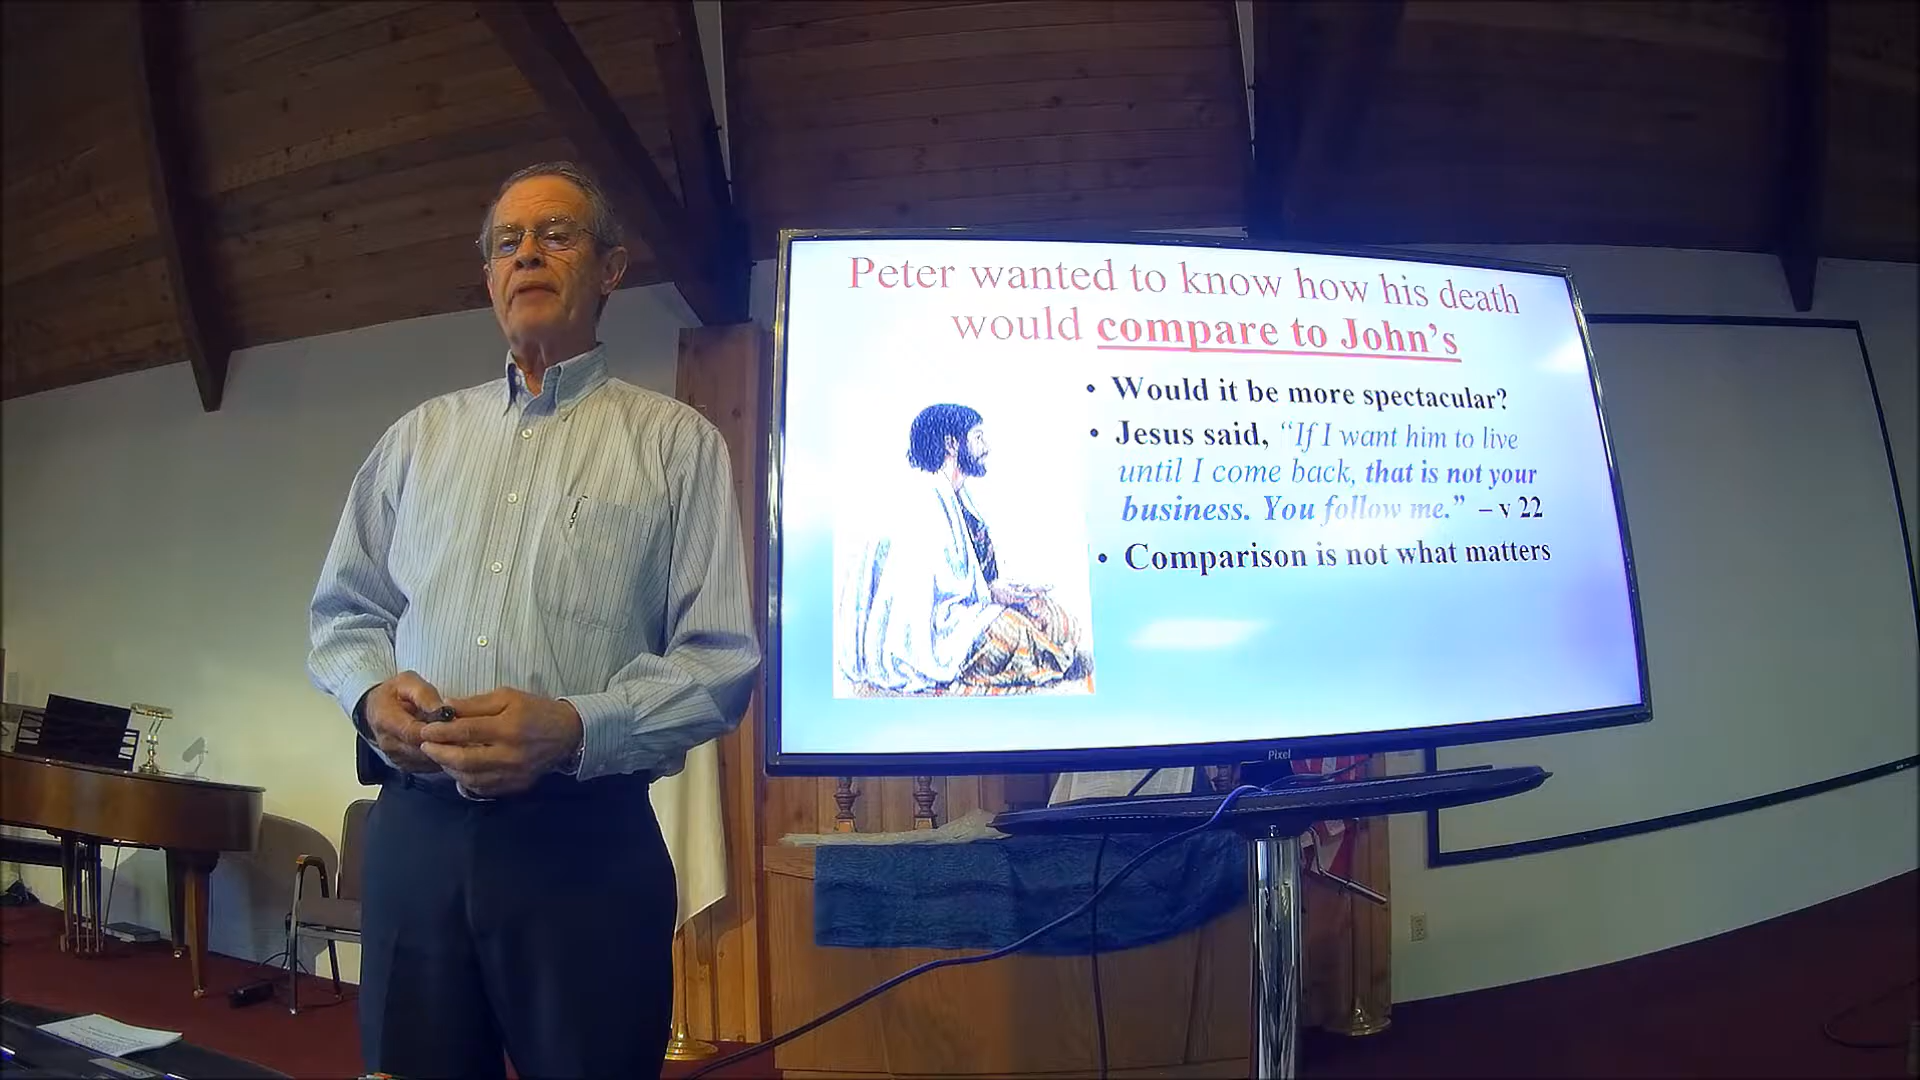 Peter wanted to know how his death
would compare to John's
• Would it be more spectacular?
• Jesus said, "If I want him to live
until I come back, that is not your
business. You follow me." – v 22
• Comparison is not what matters
Pixel